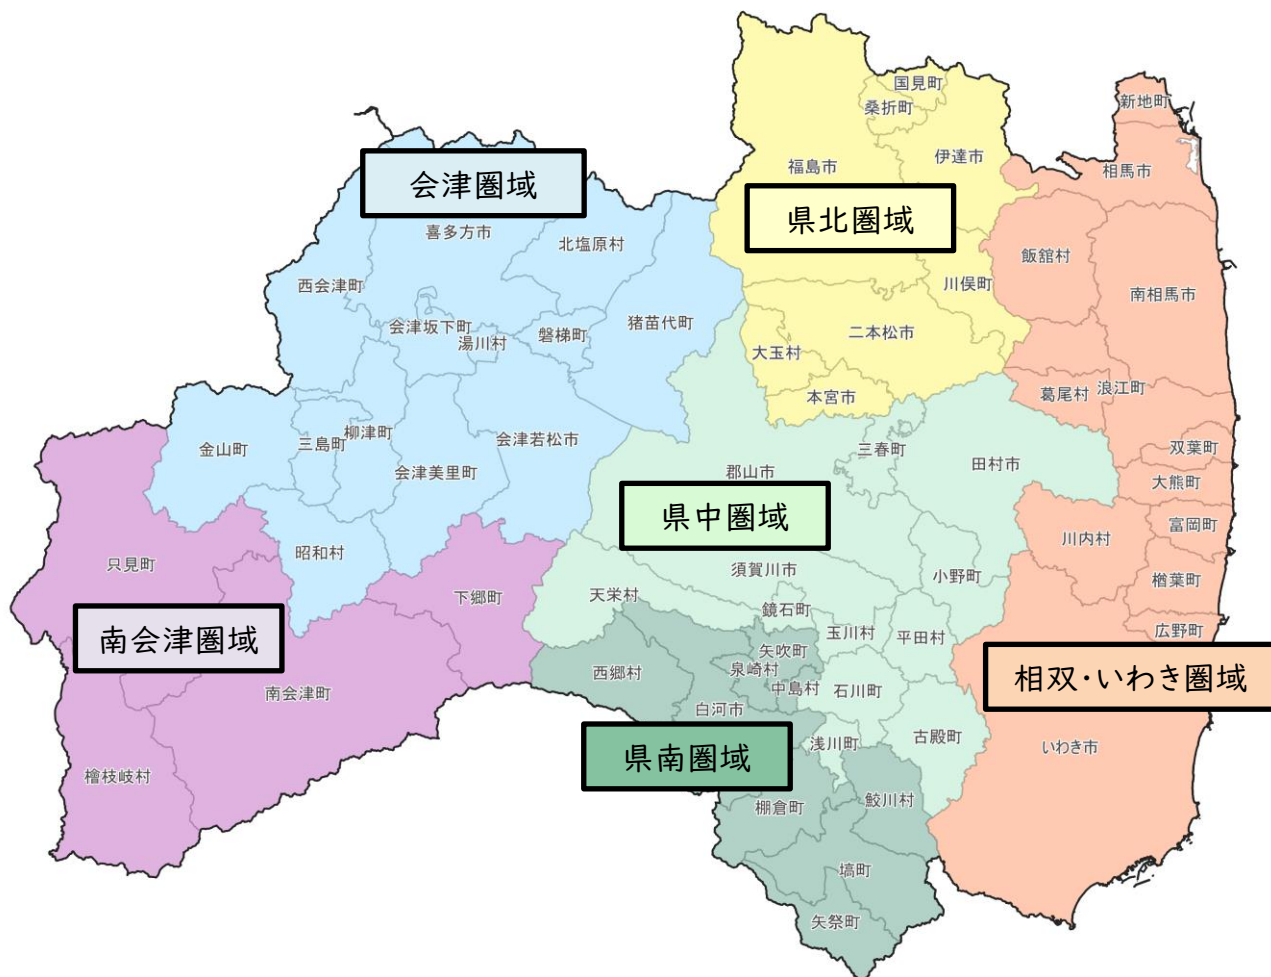 国見町
桑折町
新地町
福島市
伊達市
相馬市
会津圏域
県北圏域
喜多方市
北塩原村
飯舘村
西会津町
川俣町
南相馬市
会津坂下町
湯川村
磐梯町
猪苗代町
二本松市
大玉村
本宮市
葛尾村
浪江町
金山町
三島町
柳津町
会津若松市
三春町
双葉町
会津美里町
郡山市
田村市
大熊町
県中圏域
富岡町
昭和村
川内村
只見町
須賀川市
小野町
楢葉町
下郷町
天栄村
鏡石町
南会津圏域
玉川村
平田村
広野町
矢吹町
泉崎村
西郷村
中島村
石川町
相双・いわき圏域
南会津町
白河市
古殿町
浅川町
いわき市
県南圏域
檜枝岐村
棚倉町
鮫川村
塙町
矢祭町